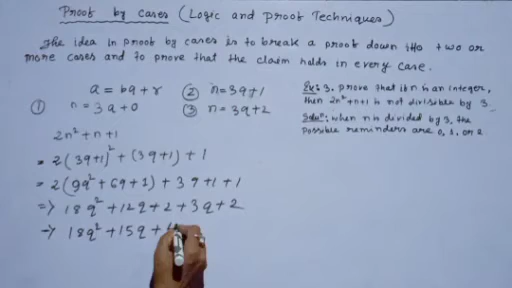 Proof by cases (Logic and Proof Techniques)
The idea in proof by cases is to break a proof down into two or
more cases and to prove that the claim holds in every case.
a = bq + r
① n = 3q+0
② n = 3q+1
③ n = 3q+2
Ex: 3. prove that if n is an integer,
then 2n²+n+1 is not divisible by 3.
Solun: when n is divided by 3, the
possible reminders are 0, 1, or 2.
2n² + n + 1
= 2(3q+1)² + (3q+1) + 1
= 2(9q² + 6q + 1) + 3q + 1 + 1
=> 18q² + 12q + 2 + 3q + 2
-> 18q² + 15q +